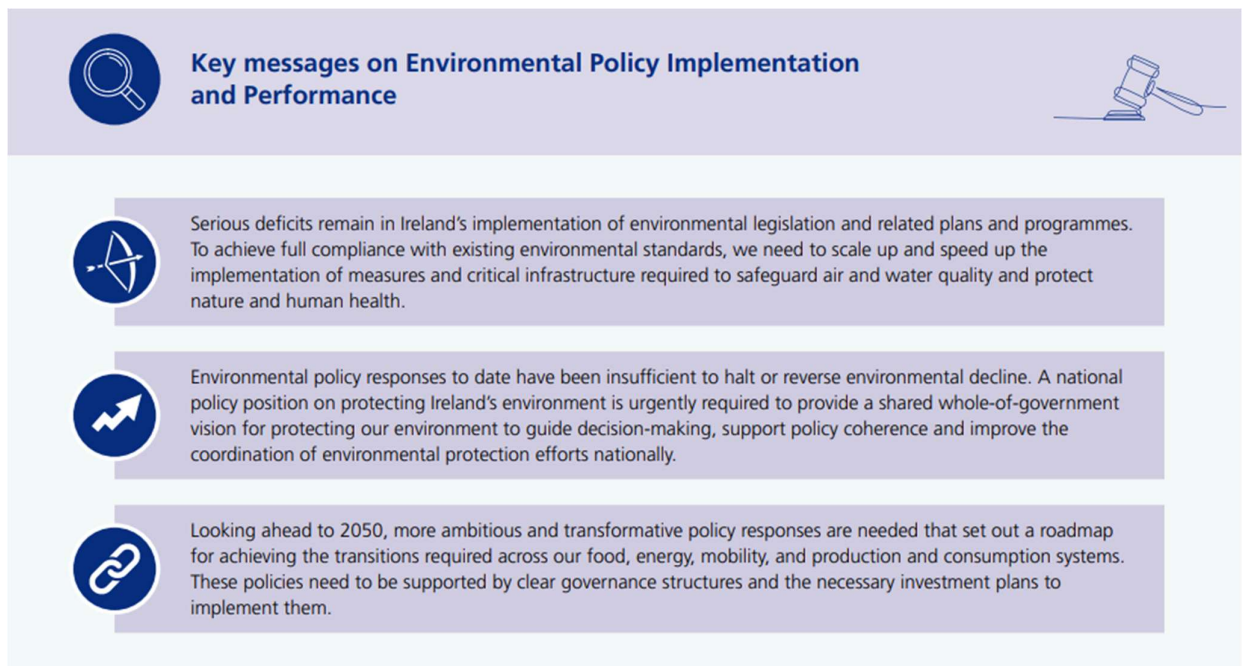 Key messages on Environmental Policy Implementation
and Performance
Serious deficits remain in Ireland’s implementation of environmental legislation and related plans and programmes.
To achieve full compliance with existing environmental standards, we need to scale up and speed up the
implementation of measures and critical infrastructure required to safeguard air and water quality and protect
nature and human health.
Environmental policy responses to date have been insufficient to halt or reverse environmental decline. A national
policy position on protecting Ireland’s environment is urgently required to provide a shared whole-of-government
vision for protecting our environment to guide decision-making, support policy coherence and improve the
coordination of environmental protection efforts nationally.
Looking ahead to 2050, more ambitious and transformative policy responses are needed that set out a roadmap
for achieving the transitions required across our food, energy, mobility, and production and consumption systems.
These policies need to be supported by clear governance structures and the necessary investment plans to
implement them.